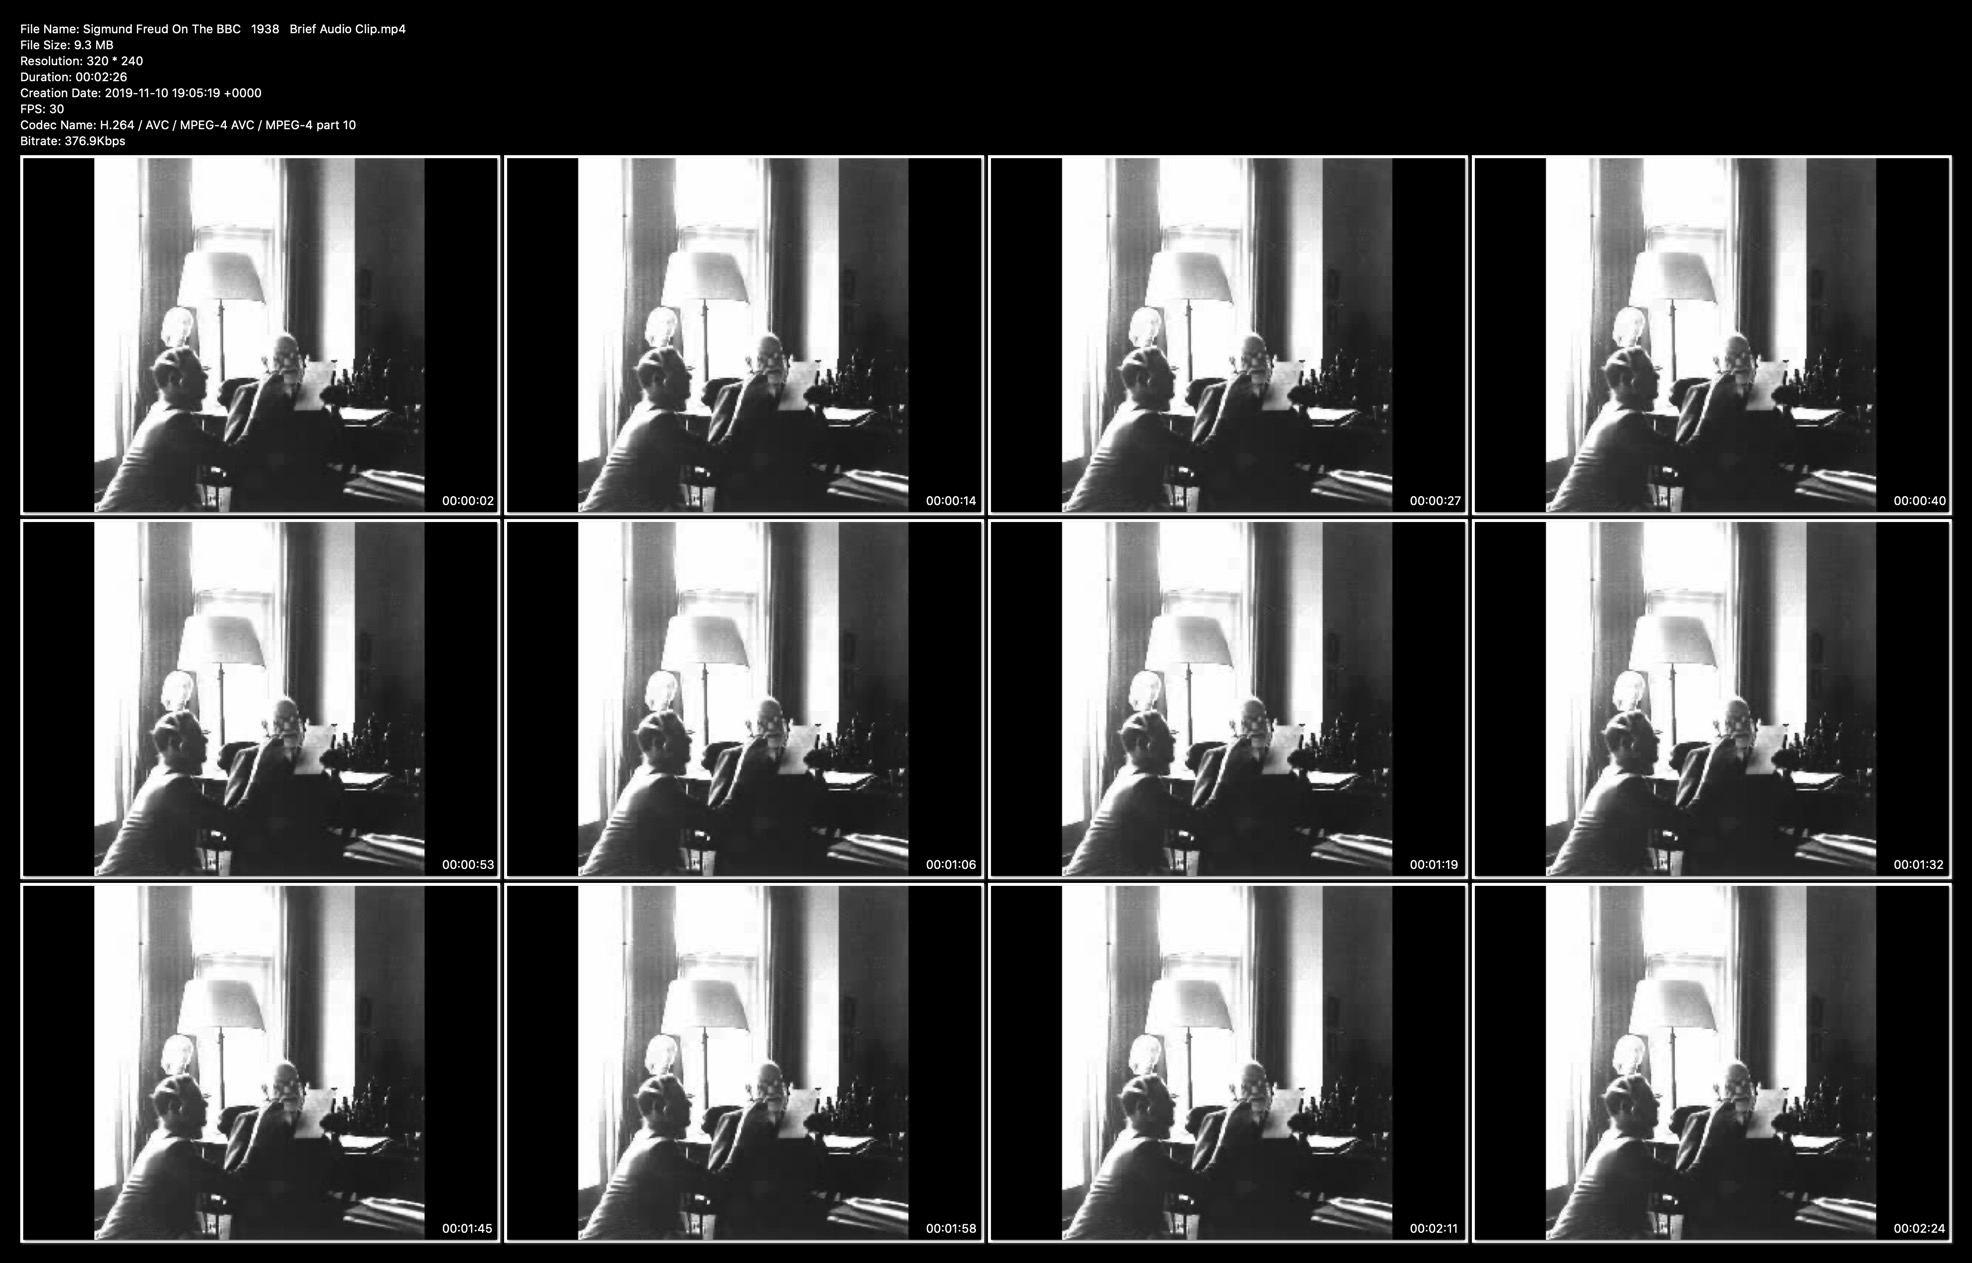 File Name: Sigmund Freud On The BBC   1938   Brief Audio Clip.mp4
File Size: 9.3 MB
Resolution: 320 * 240
Duration: 00:02:26
Creation Date: 2019-11-10 19:05:19 +0000
FPS: 30
Codec Name: H.264 / AVC / MPEG-4 AVC / MPEG-4 part 10
Bitrate: 376.9Kbps
00:00:02
00:00:14
00:00:27
00:00:40
00:00:53
00:01:06
00:01:19
00:01:32
00:01:45
00:01:58
00:02:11
00:02:24